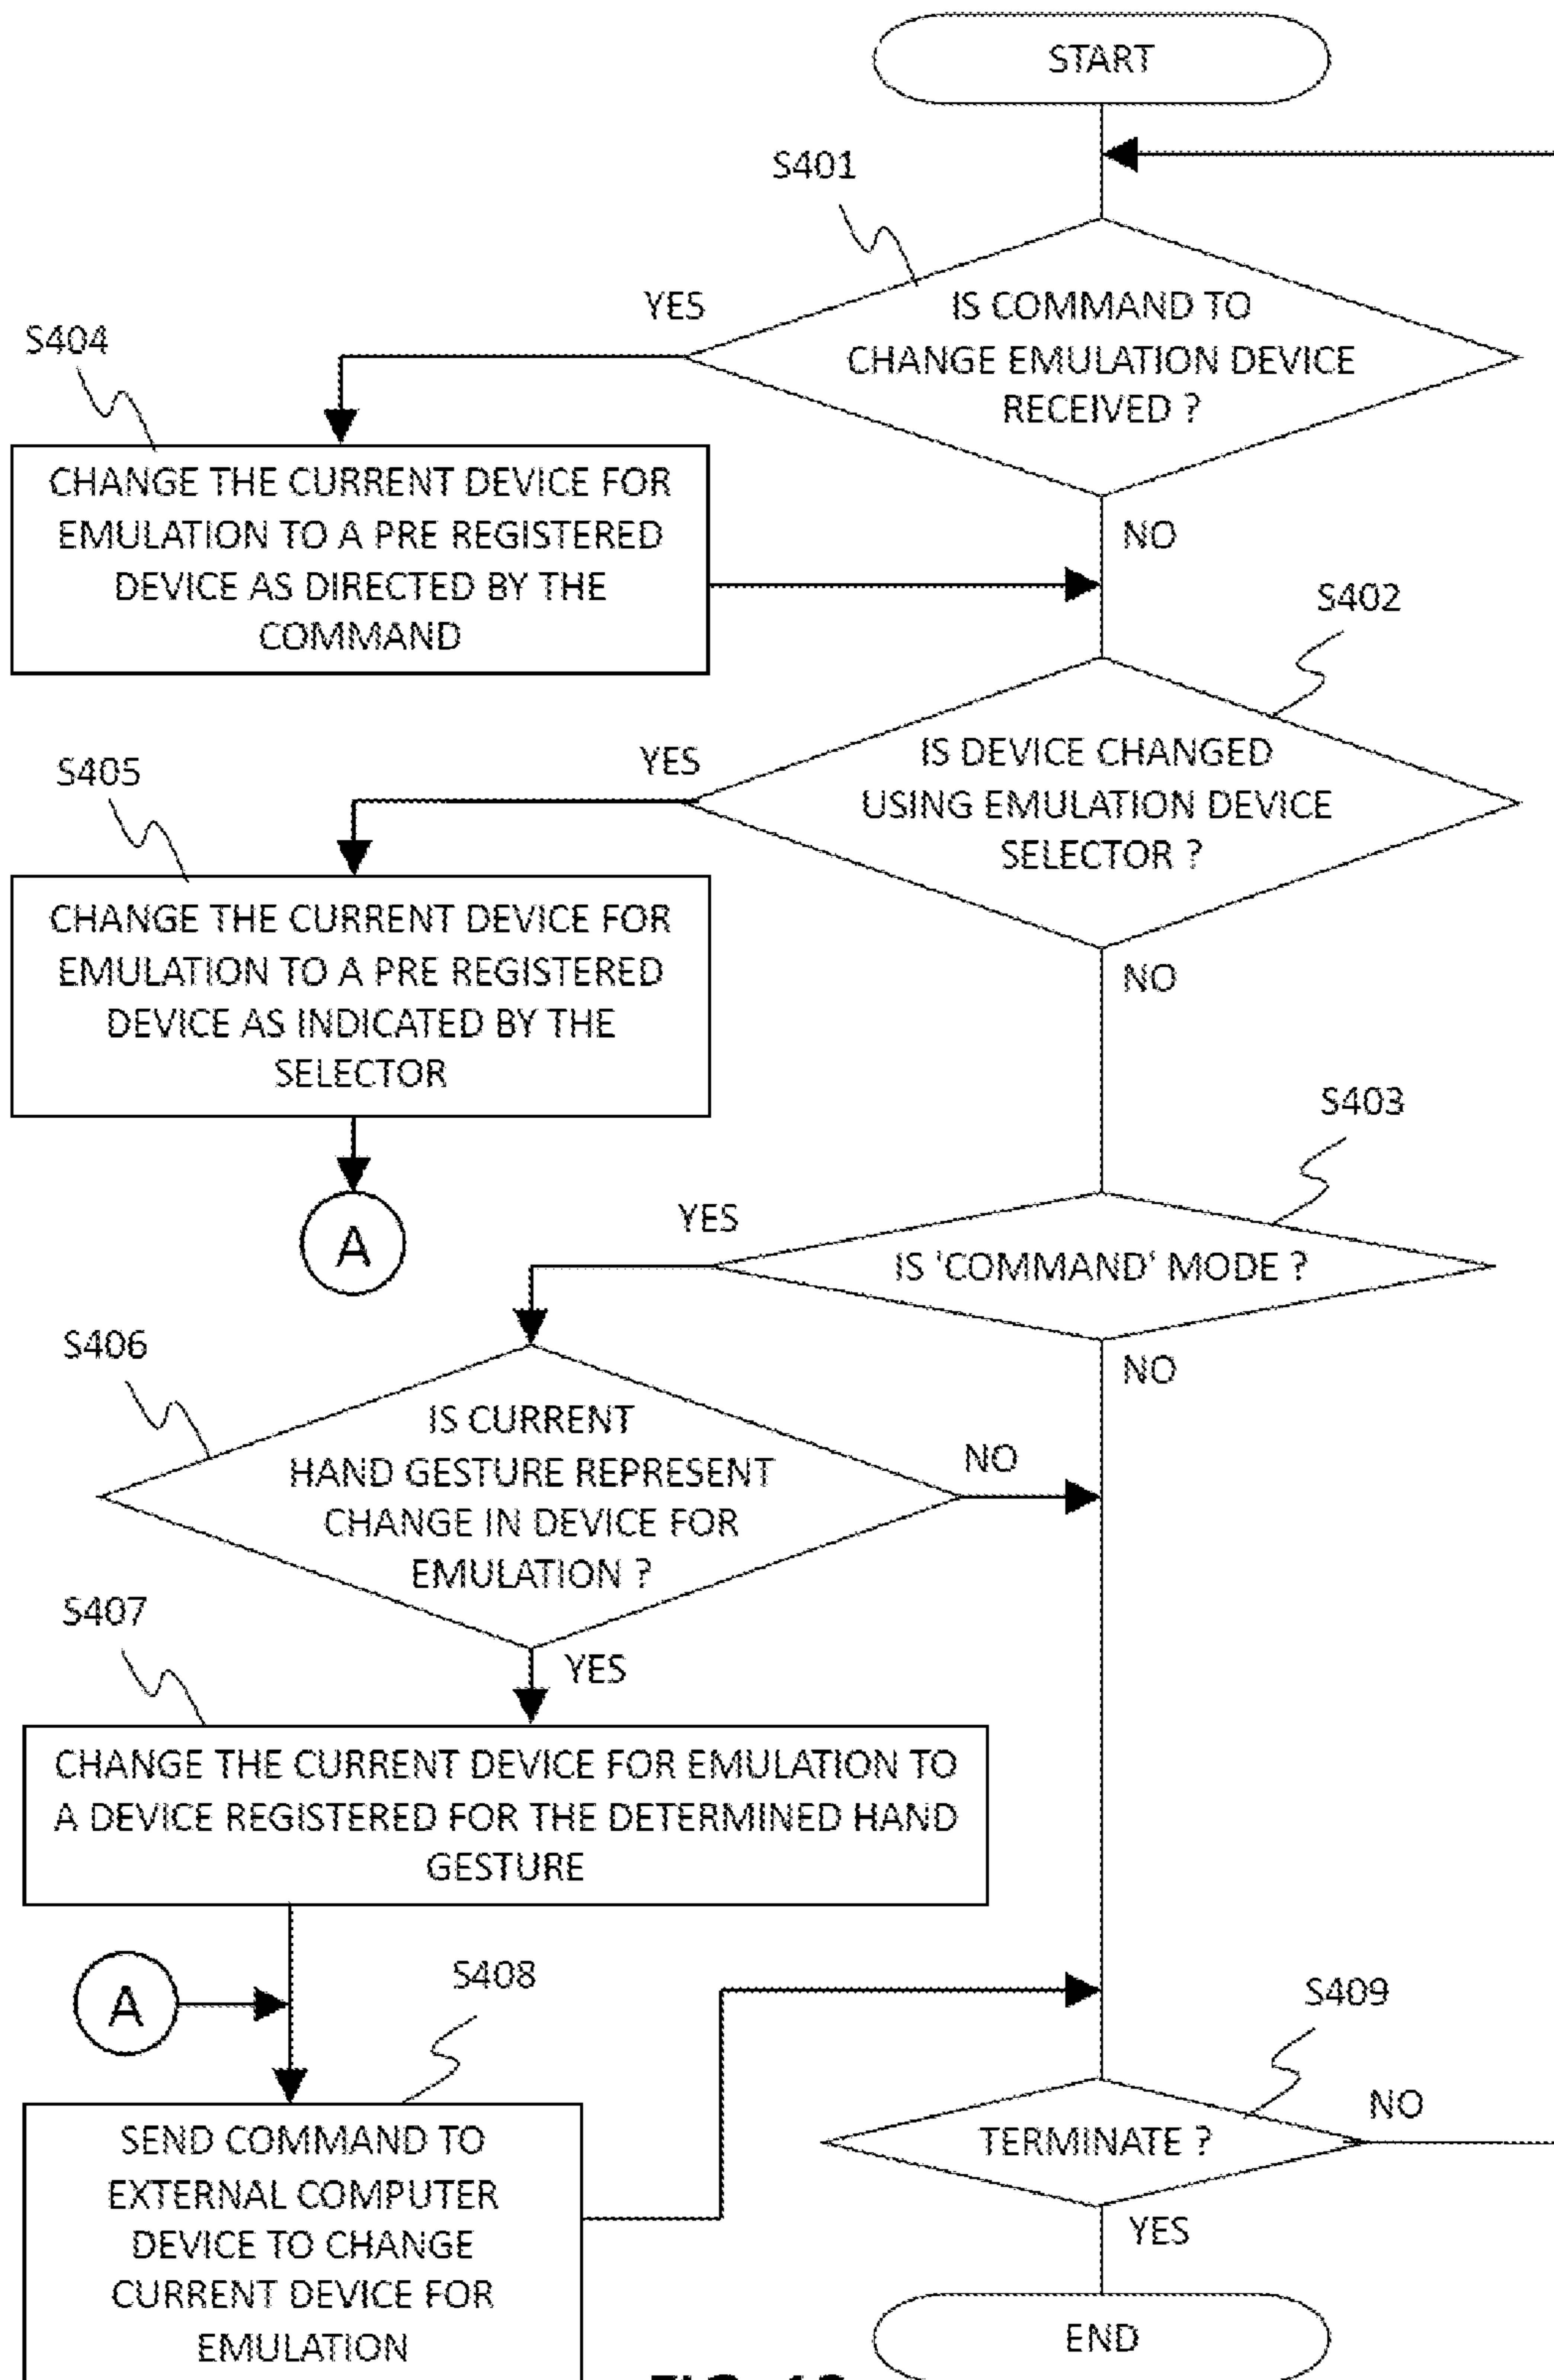 START
S401
IS COMMAND TO
CHANGE EMULATION DEVICE
RECEIVED ?
YES
NO
S404
CHANGE THE CURRENT DEVICE FOR
EMULATION TO A PRE REGISTERED
DEVICE AS DIRECTED BY THE
COMMAND
S402
IS DEVICE CHANGED
USING EMULATION DEVICE
SELECTOR ?
YES
NO
S405
CHANGE THE CURRENT DEVICE FOR
EMULATION TO A PRE REGISTERED
DEVICE AS INDICATED BY THE
SELECTOR
A
S403
IS 'COMMAND' MODE ?
YES
NO
S406
IS CURRENT
HAND GESTURE REPRESENT
CHANGE IN DEVICE FOR
EMULATION ?
NO
YES
S407
CHANGE THE CURRENT DEVICE FOR EMULATION TO
A DEVICE REGISTERED FOR THE DETERMINED HAND
GESTURE
A
S408
SEND COMMAND TO
EXTERNAL COMPUTER
DEVICE TO CHANGE
CURRENT DEVICE FOR
EMULATION
S409
TERMINATE ?
NO
YES
END